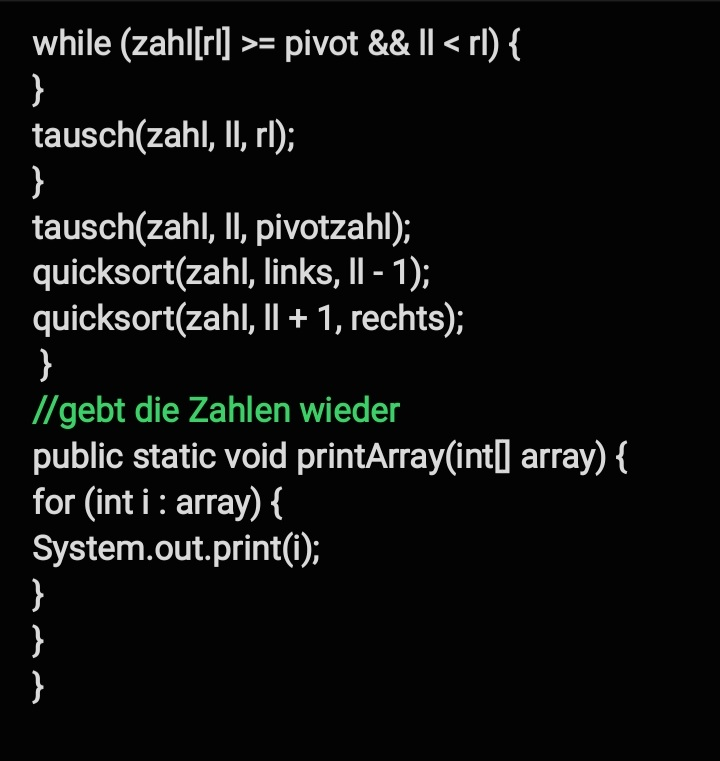 while (zahl[rl] >= pivot && ll < rl) {
}
tausch(zahl, ll, rl);
}
tausch(zahl, ll, pivotzahl);
quicksort(zahl, links, ll - 1);
quicksort(zahl, ll + 1, rechts);
}
//gebt die Zahlen wieder
public static void printArray(int[] array) {
for (int i : array) {
System.out.print(i);
}
}
}